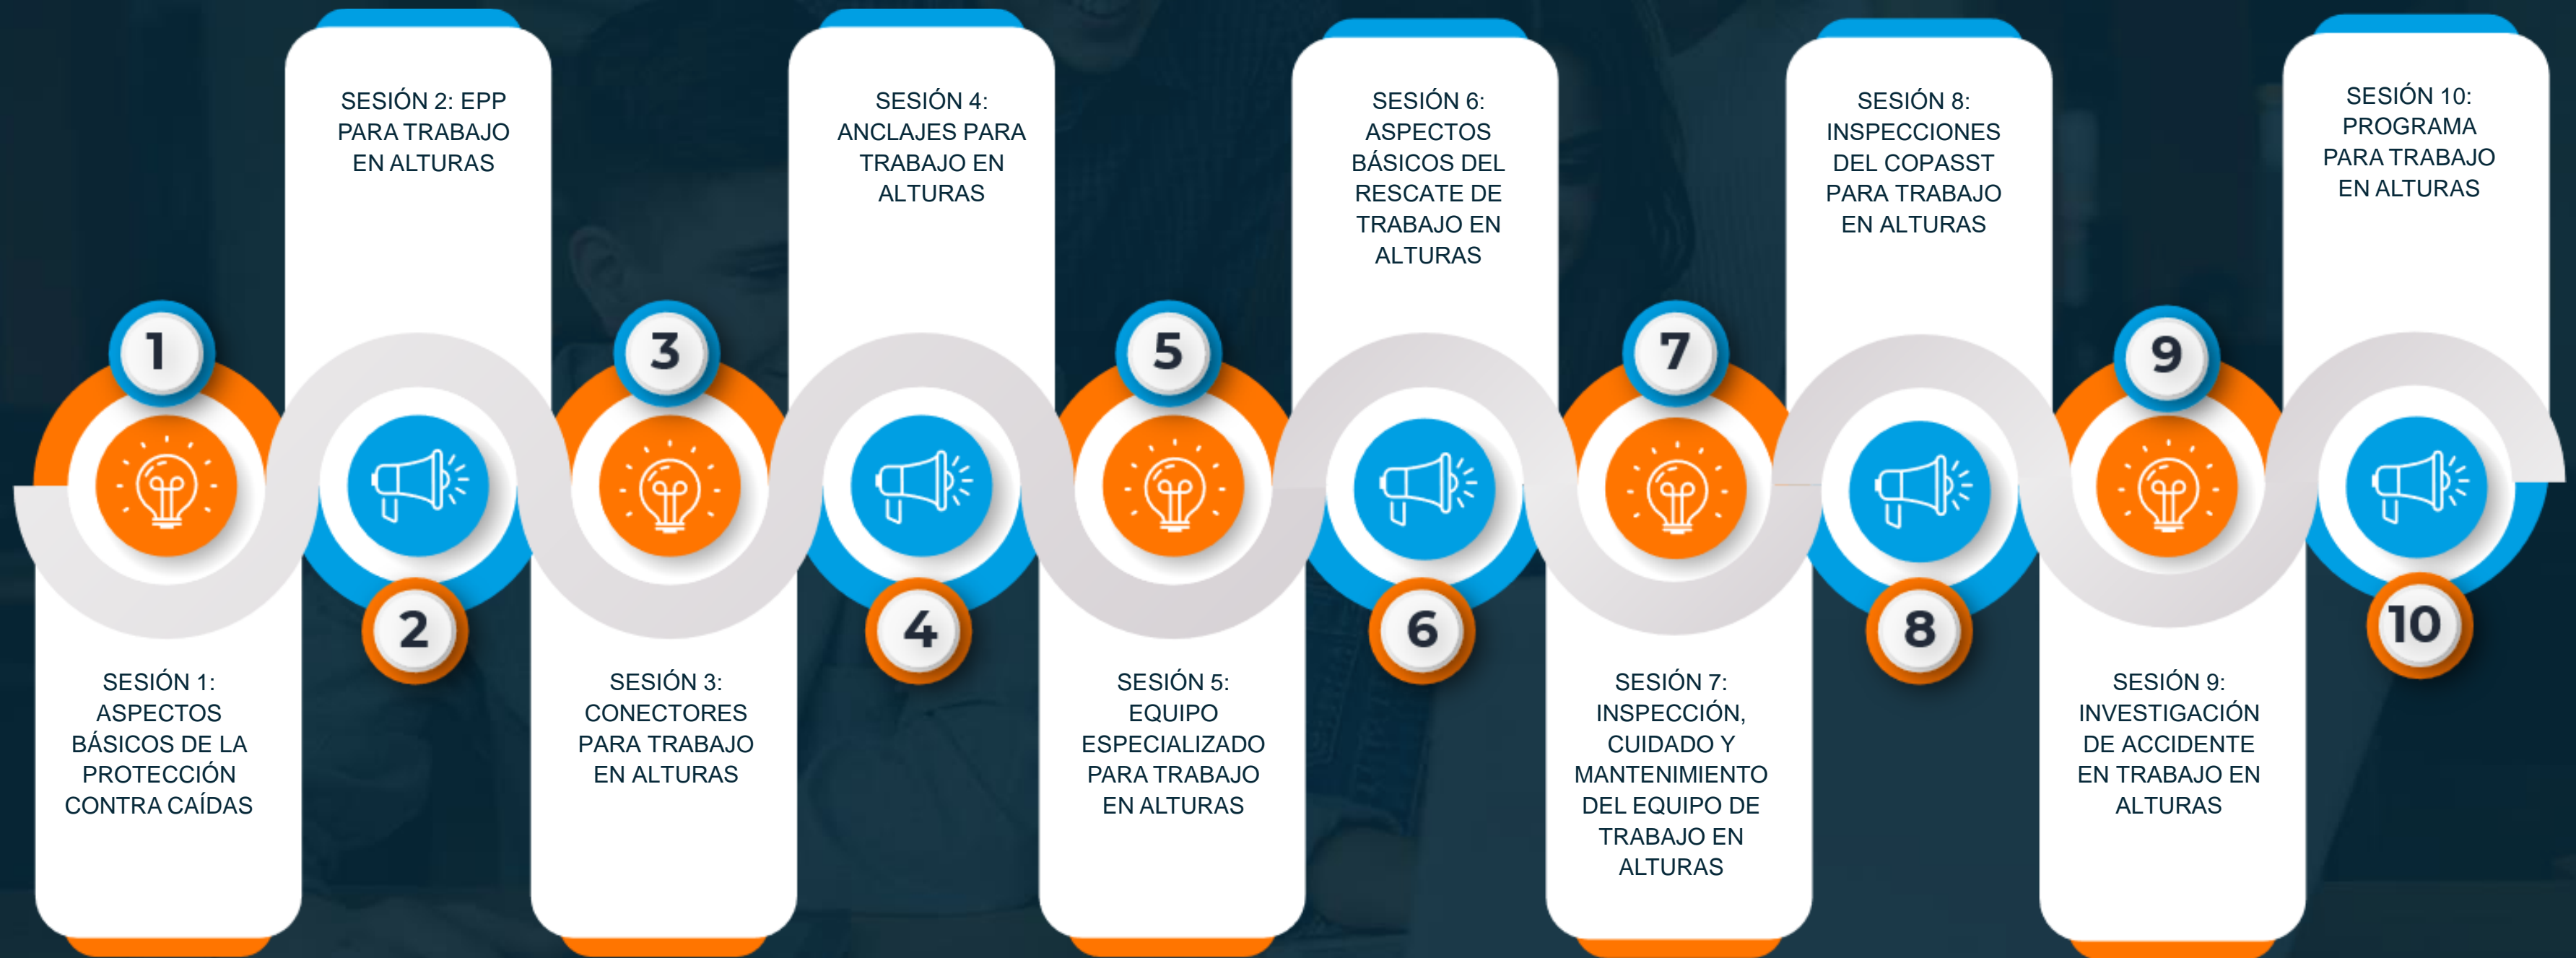 1
SESIÓN 1:
ASPECTOS
BÁSICOS DE LA
PROTECCIÓN
CONTRA CAÍDAS
SESIÓN 2: EPP
PARA TRABAJO
EN ALTURAS
2
3
SESIÓN 3:
CONECTORES
PARA TRABAJO
EN ALTURAS
SESIÓN 4:
ANCLAJES PARA
TRABAJO EN
ALTURAS
4
5
SESIÓN 5:
EQUIPO
ESPECIALIZADO
PARA TRABAJO
EN ALTURAS
SESIÓN 6:
ASPECTOS
BÁSICOS DEL
RESCATE DE
TRABAJO EN
ALTURAS
6
7
SESIÓN 7:
INSPECCIÓN,
CUIDADO Y
MANTENIMIENTO
DEL EQUIPO DE
TRABAJO EN
ALTURAS
SESIÓN 8:
INSPECCIONES
DEL COPASST
PARA TRABAJO
EN ALTURAS
8
9
SESIÓN 9:
INVESTIGACIÓN
DE ACCIDENTE
EN TRABAJO EN
ALTURAS
SESIÓN 10:
PROGRAMA
PARA TRABAJO
EN ALTURAS
10